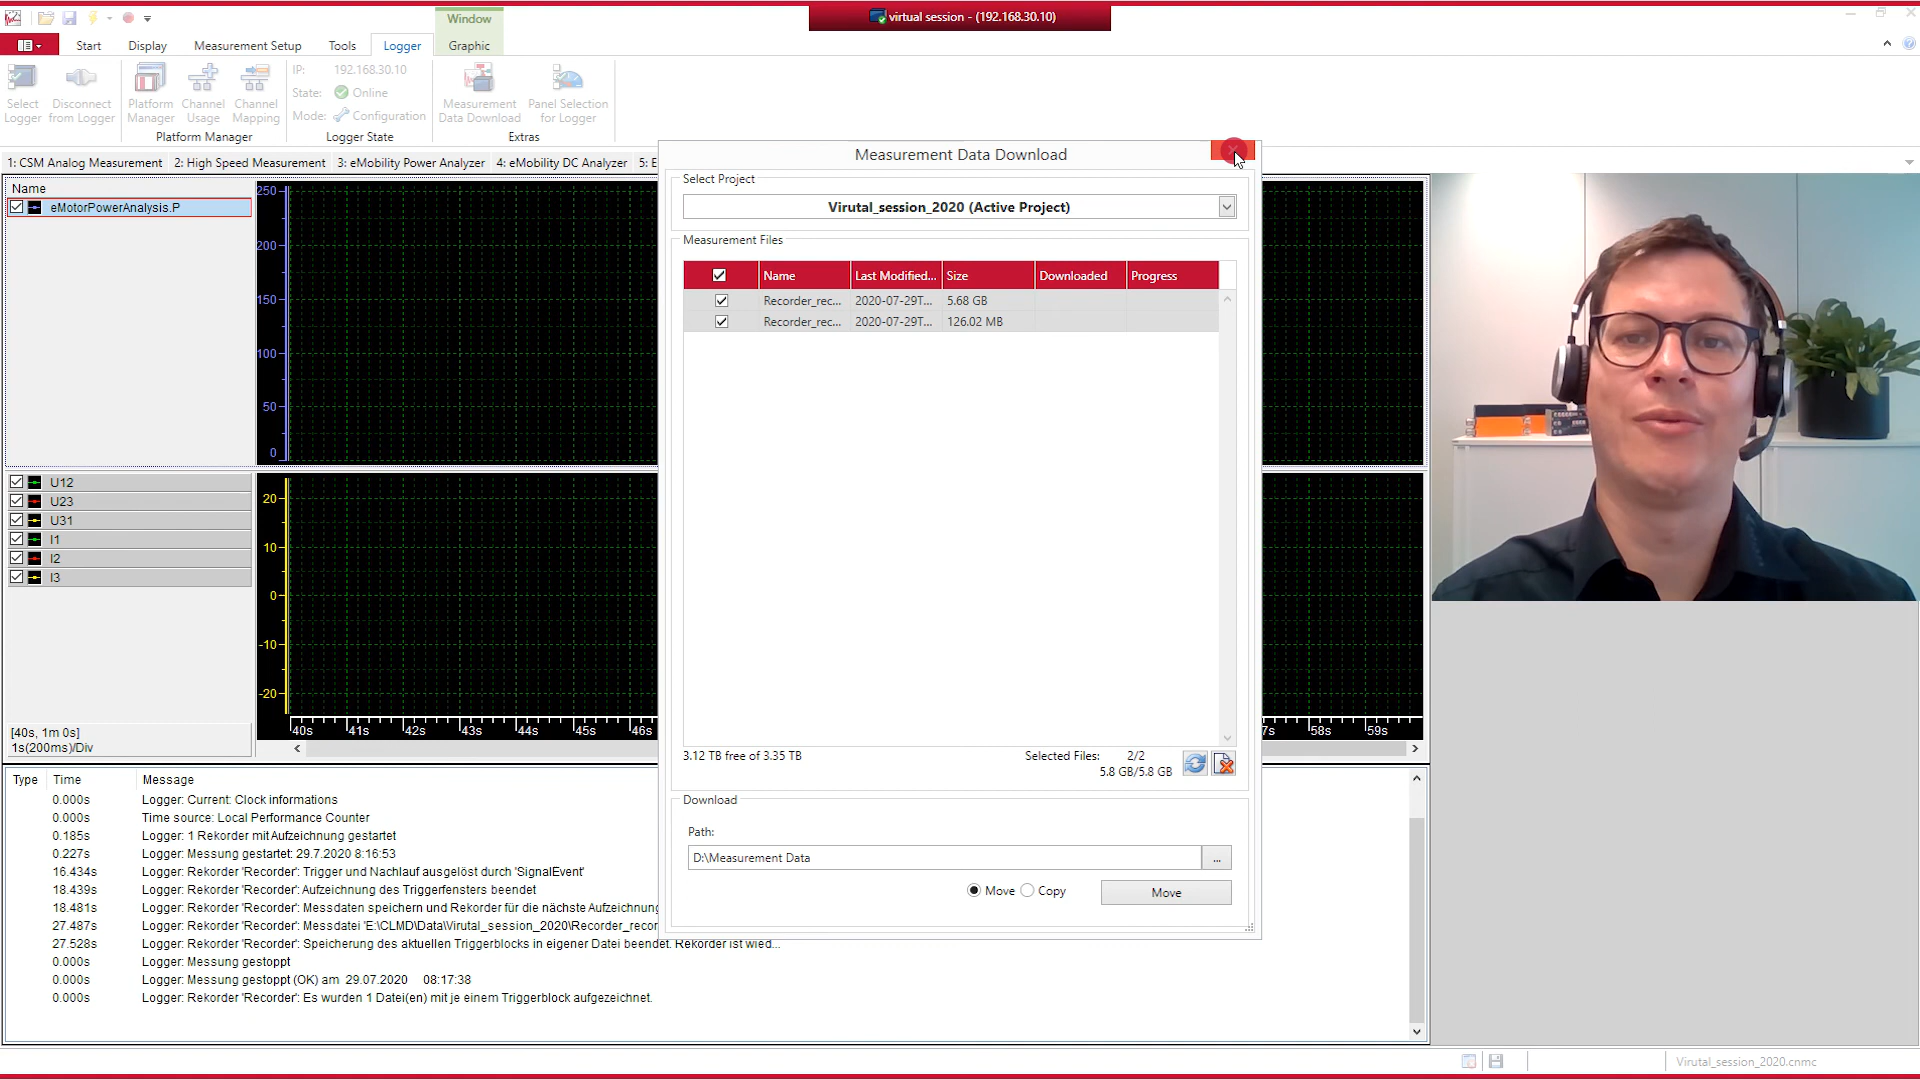 virtual session - (192.168.30.10)
Window
Start
Display
Measurement Setup
Tools
Logger
Graphic
Select Logger
Disconnect from Logger
Platform Manager
Channel Usage
Channel Mapping
Platform Manager
IP: 192.168.30.10
State: Online
Mode: Configuration
Logger State
Measurement Data Download
Panel Selection for Logger
Extras
1: CSM Analog Measurement
2: High Speed Measurement
3: eMobility Power Analyzer
4: eMobility DC Analyzer
5: E
Name
eMotorPowerAnalysis.P
250
200
150
100
50
0
U12
U23
U31
I1
I2
I3
20
10
0
-10
-20
[40s, 1m 0s]
1s(200ms)/Div
40s 41s 42s 43s 44s 45s 46s 7s 58s 59s
Measurement Data Download
Select Project
Virutal_session_2020 (Active Project)
Measurement Files
Name Last Modified... Size Downloaded Progress
Recorder_rec... 2020-07-29T... 5.68 GB
Recorder_rec... 2020-07-29T... 126.02 MB
3.12 TB free of 3.35 TB
Selected Files: 2/2
5.8 GB/5.8 GB
Download
Path:
D:\Measurement Data
...
Move Copy
Move
Type Time Message
0.000s Logger: Current: Clock informations
0.000s Time source: Local Performance Counter
0.185s Logger: 1 Rekorder mit Aufzeichnung gestartet
0.227s Logger: Messung gestartet: 29.7.2020 8:16:53
16.434s Logger: Rekorder 'Recorder': Trigger und Nachlauf ausgelöst durch 'SignalEvent'
18.439s Logger: Rekorder 'Recorder': Aufzeichnung des Triggerfensters beendet
18.481s Logger: Rekorder 'Recorder': Messdaten speichern und Rekorder für die nächste Aufzeichnung
27.487s Logger: Rekorder 'Recorder': Messdatei 'E:\CLMD\Data\Virutal_session_2020\Recorder_recor
27.528s Logger: Rekorder 'Recorder': Speicherung des aktuellen Triggerblocks in eigener Datei beendet. Rekorder ist wied...
0.000s Logger: Messung gestoppt
0.000s Logger: Messung gestoppt (OK) am 29.07.2020 08:17:38
0.000s Logger: Rekorder 'Recorder': Es wurden 1 Datei(en) mit je einem Triggerblock aufgezeichnet.
Virutal_session_2020.cnmc